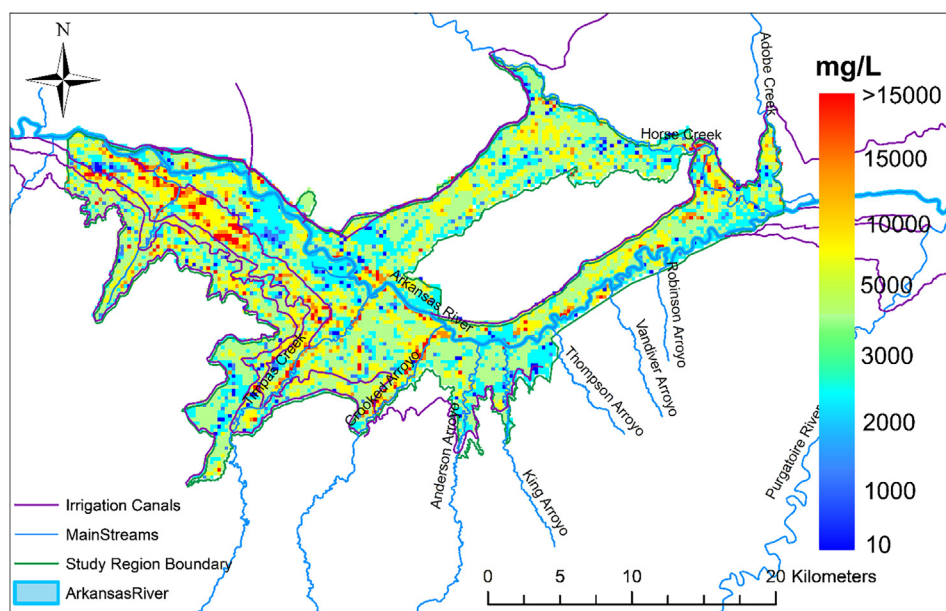 N
Adobe Creek
mg/L
>15000
15000
10000
5000
3000
2000
1000
10
Horse Creek
Arkansas River
Robinson Arroyo
Vandiver Arroyo
Thompson Arroyo
Timpas Creek
Crooked Arroyo
Anderson Arroyo
King Arroyo
Purgatoire River
Irrigation Canals
MainStreams
Study Region Boundary
ArkansasRiver
0 5 10 20 Kilometers